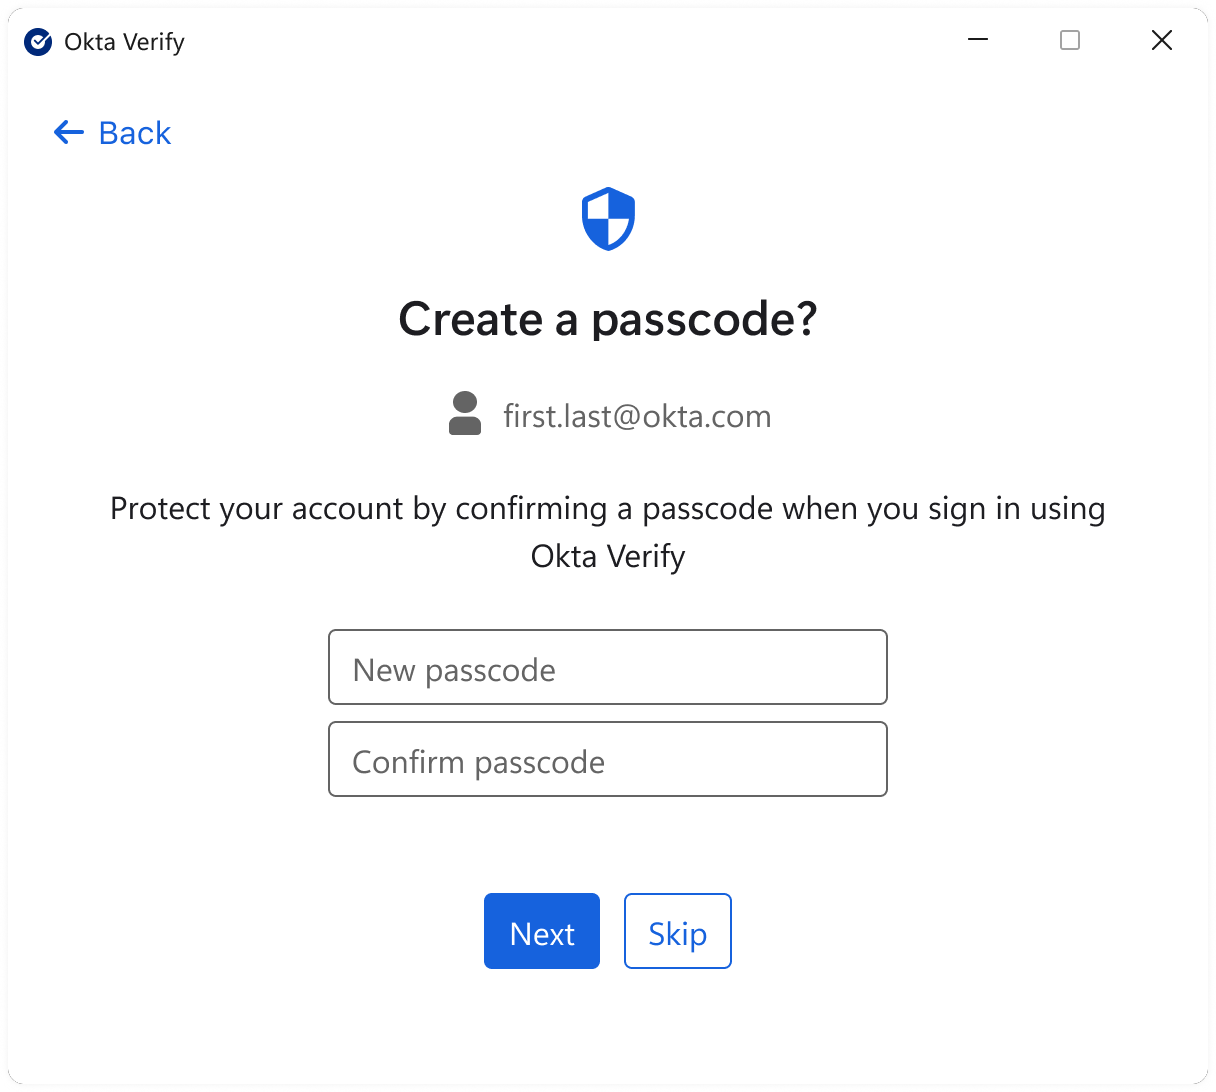 Okta Verify
Back
Create a passcode?
first.last@okta.com
Protect your account by confirming a passcode when you sign in using
Okta Verify
New passcode
Confirm passcode
Next
Skip